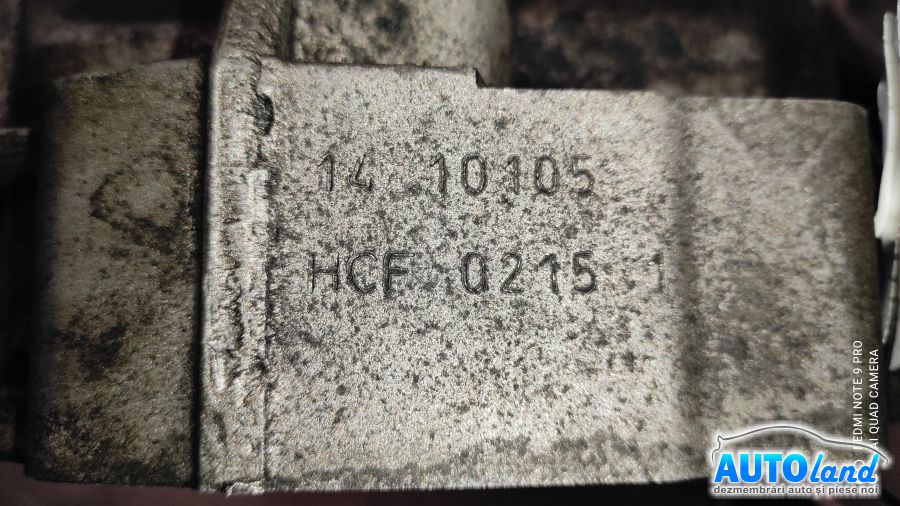 14 10105
HCF 0215 1
REDMI NOTE 9 PRO
AI QUAD CAMERA
AUTOland
dezmembrări auto și piese noi